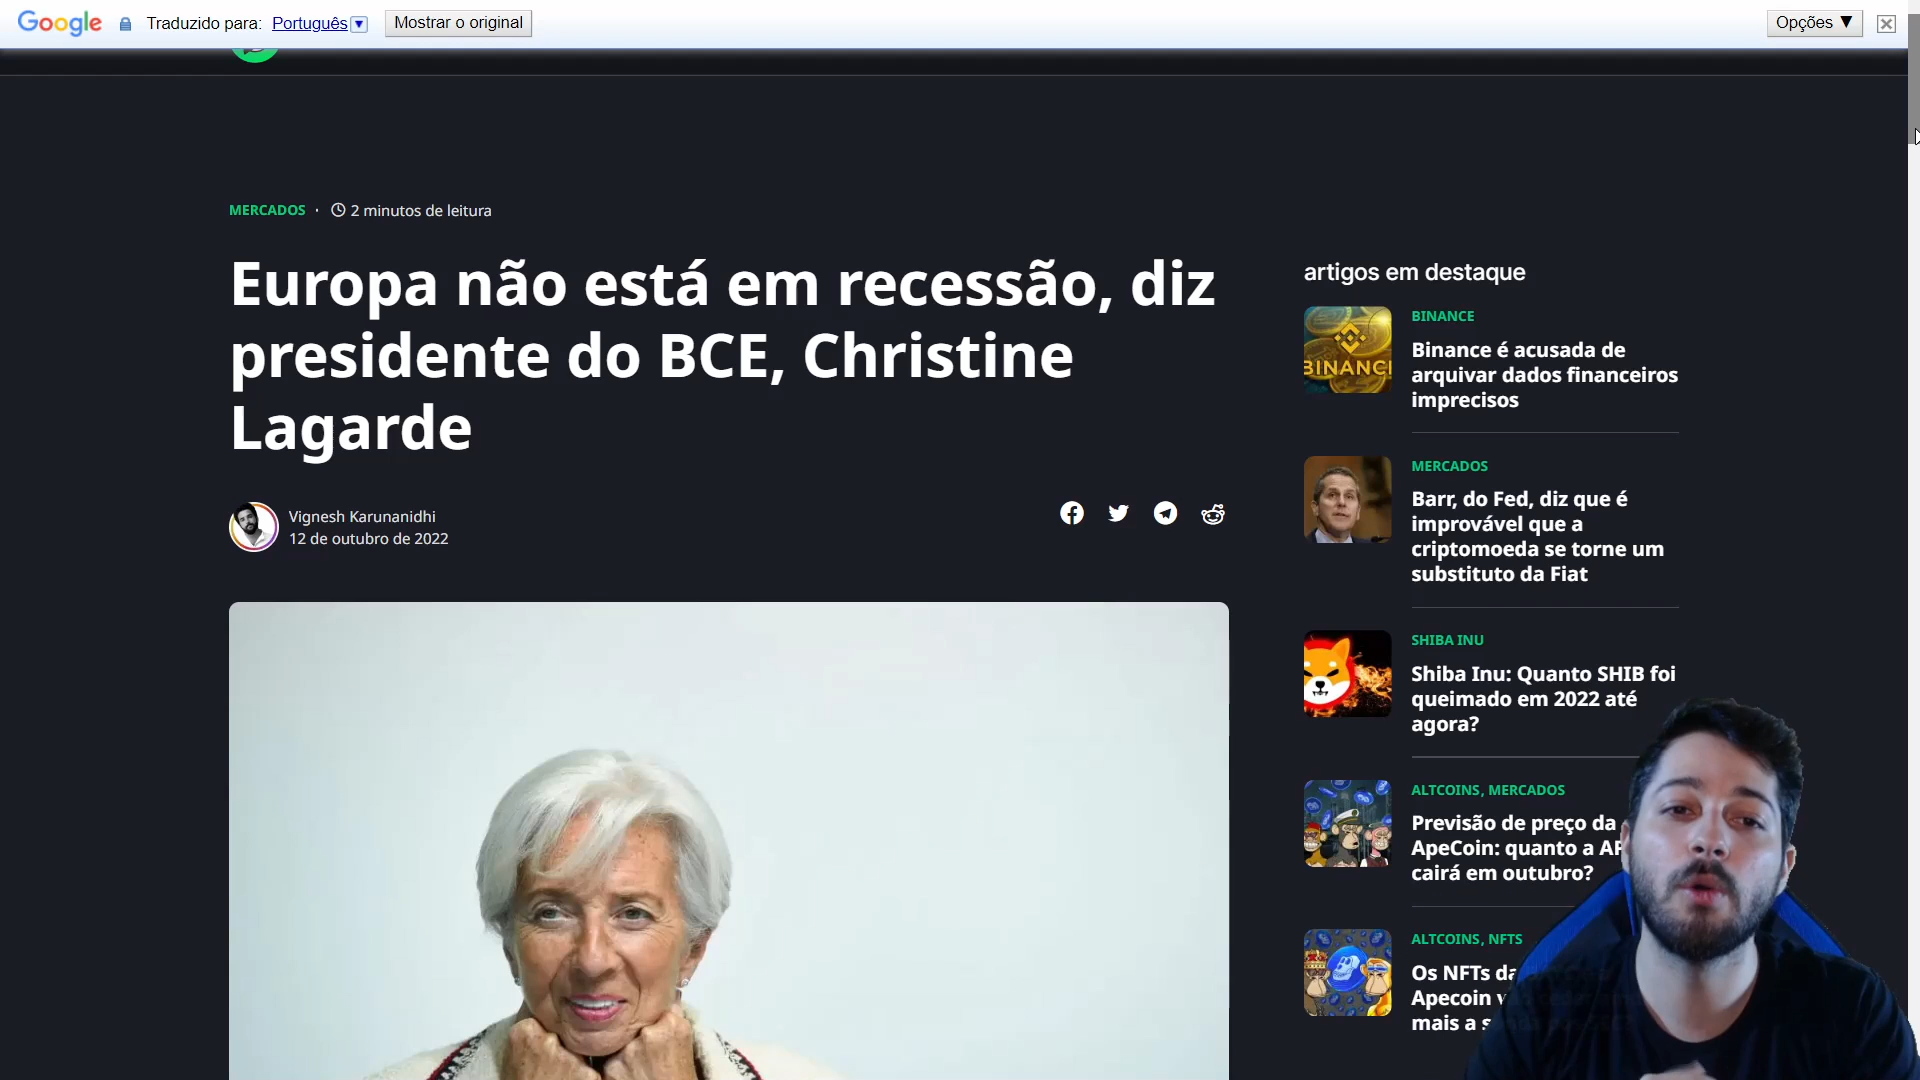 Google
Traduzido para: Português
Mostrar o original
Opções ▼
MERCADOS · 2 minutos de leitura
Europa não está em recessão, diz
presidente do BCE, Christine
Lagarde
Vignesh Karunanidhi
12 de outubro de 2022
artigos em destaque
BINANCE
BINANC
Binance é acusada de
arquivar dados financeiros
imprecisos
MERCADOS
Barr, do Fed, diz que é
improvável que a
criptomoeda se torne um
substituto da Fiat
SHIBA INU
Shiba Inu: Quanto SHIB foi
queimado em 2022 até
agora?
ALTCOINS, MERCADOS
Previsão de preço da
ApeCoin: quanto a
cairá em outubro?
ALTCOINS, NFTS
Os NFTs
Apecoin
mais a